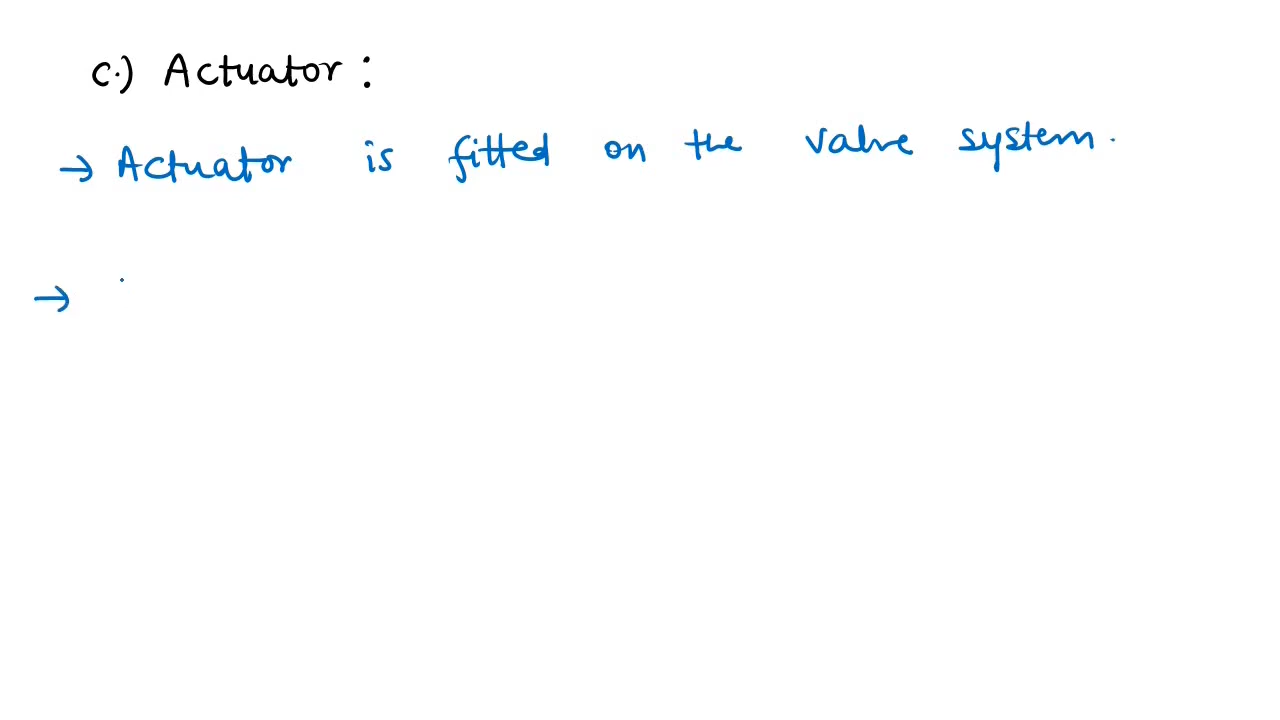 c.) Actuator :
→ Actuator is fitted on the valve system.
→